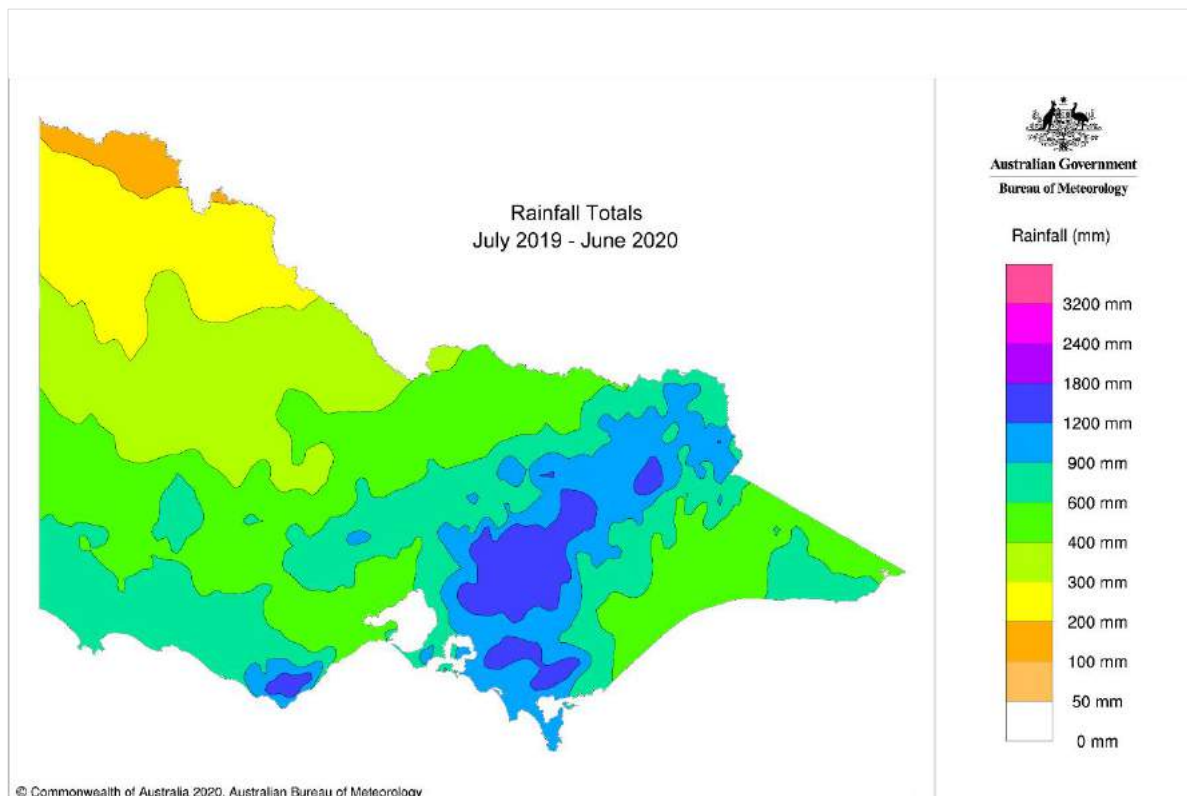 Rainfall Totals
July 2019 - June 2020
Australian Government
Bureau of Meteorology
Rainfall (mm)
3200 mm
2400 mm
1800 mm
1200 mm
900 mm
600 mm
400 mm
300 mm
200 mm
100 mm
50 mm
0 mm
© Commonwealth of Australia 2020, Australian Bureau of Meteorology